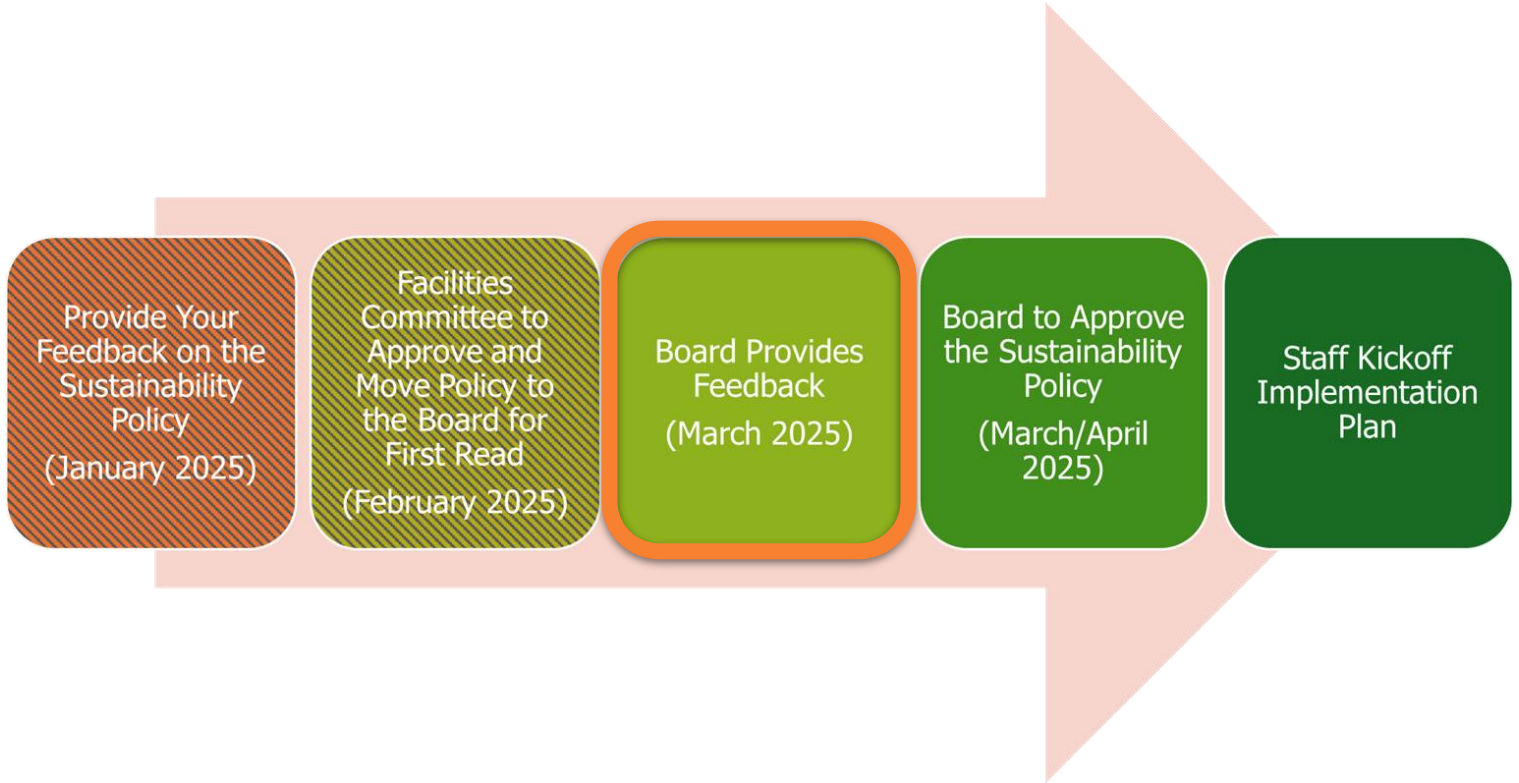 Provide Your
Feedback on the
Sustainability
Policy
(January 2025)
Facilities
Committee to
Approve and
Move Policy to
the Board for
First Read
(February 2025)
Board Provides
Feedback
(March 2025)
Board to Approve
the Sustainability
Policy
(March/April
2025)
Staff Kickoff
Implementation
Plan